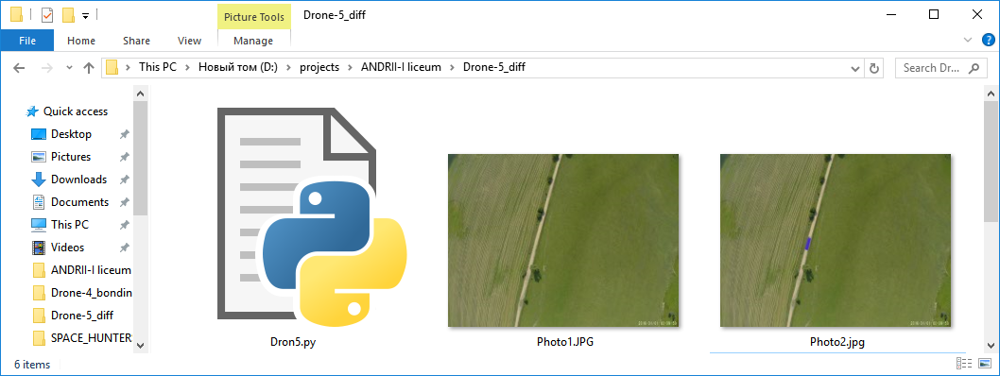 Picture Tools
Drone-5_diff
File
Home
Share
View
Manage
This PC
Новый том (D:)
projects
ANDRII-I liceum
Drone-5_diff
Search Dr...
Quick access
Desktop
Pictures
Downloads
Documents
This PC
Videos
ANDRII-I liceum
Drone-4_bondin
Drone-5_diff
SPACE_HUNTER
Dron5.py
Photo1.JPG
Photo2.jpg
6 items